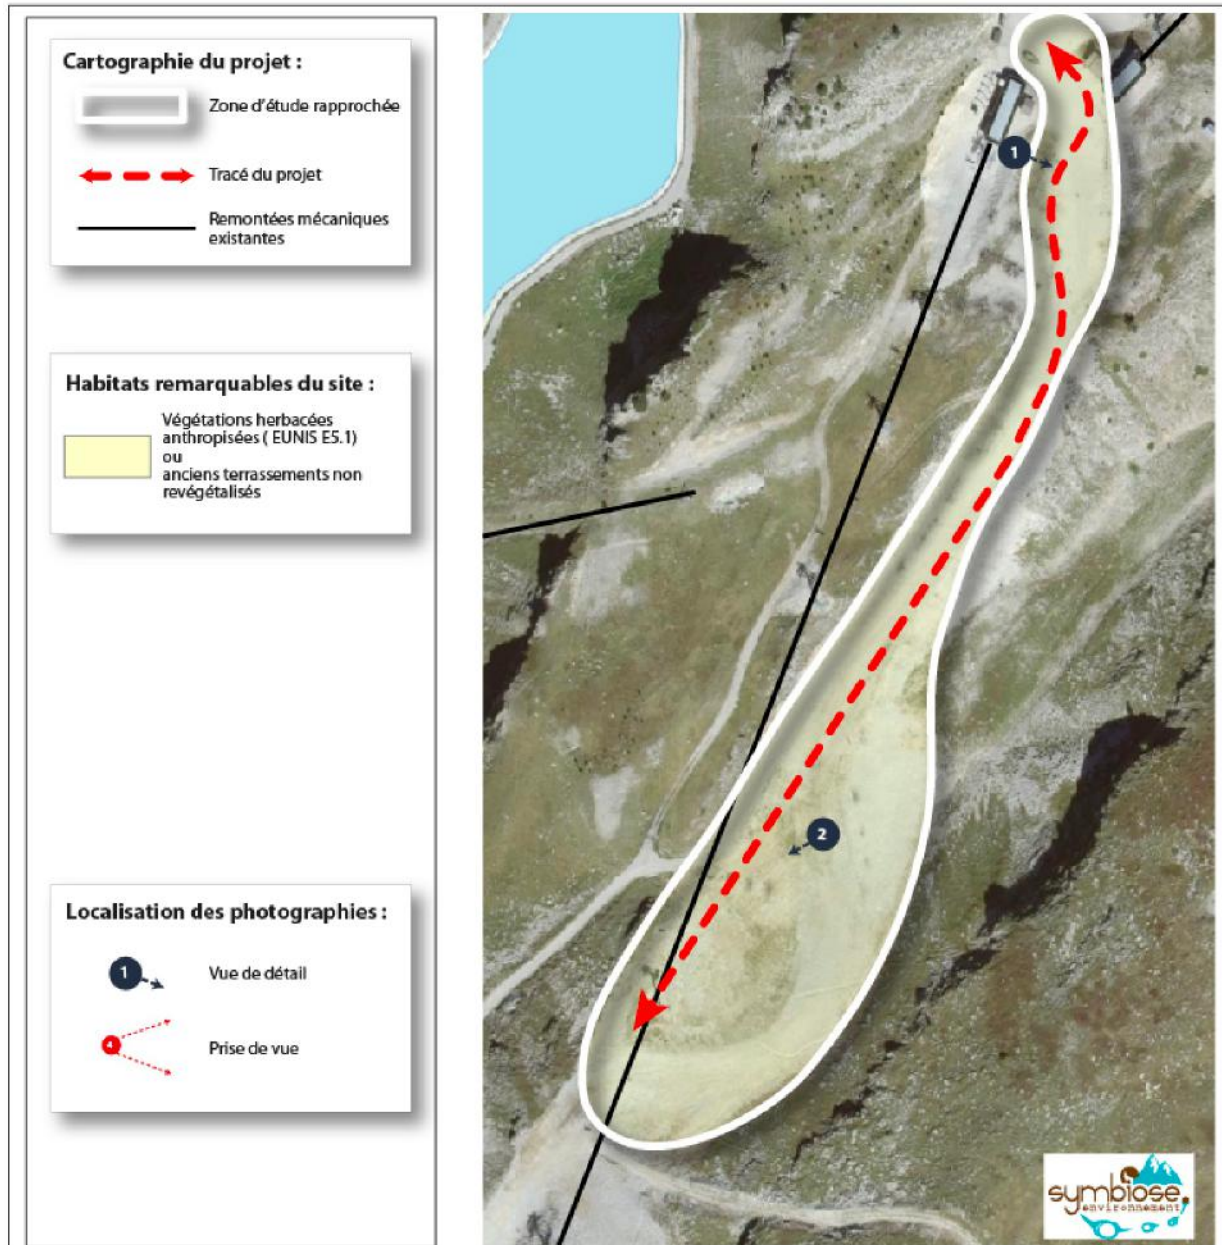 Cartographie du projet :
Zone d'étude rapprochée
Tracé du projet
Remontées mécaniques
existantes
Habitats remarquables du site :
Végétations herbacées
anthropisées ( EUNIS E5.1)
ou
anciens terrassements non
revégétalisés
Localisation des photographies :
1
Vue de détail
4
Prise de vue
1
2
symbiose
environnement